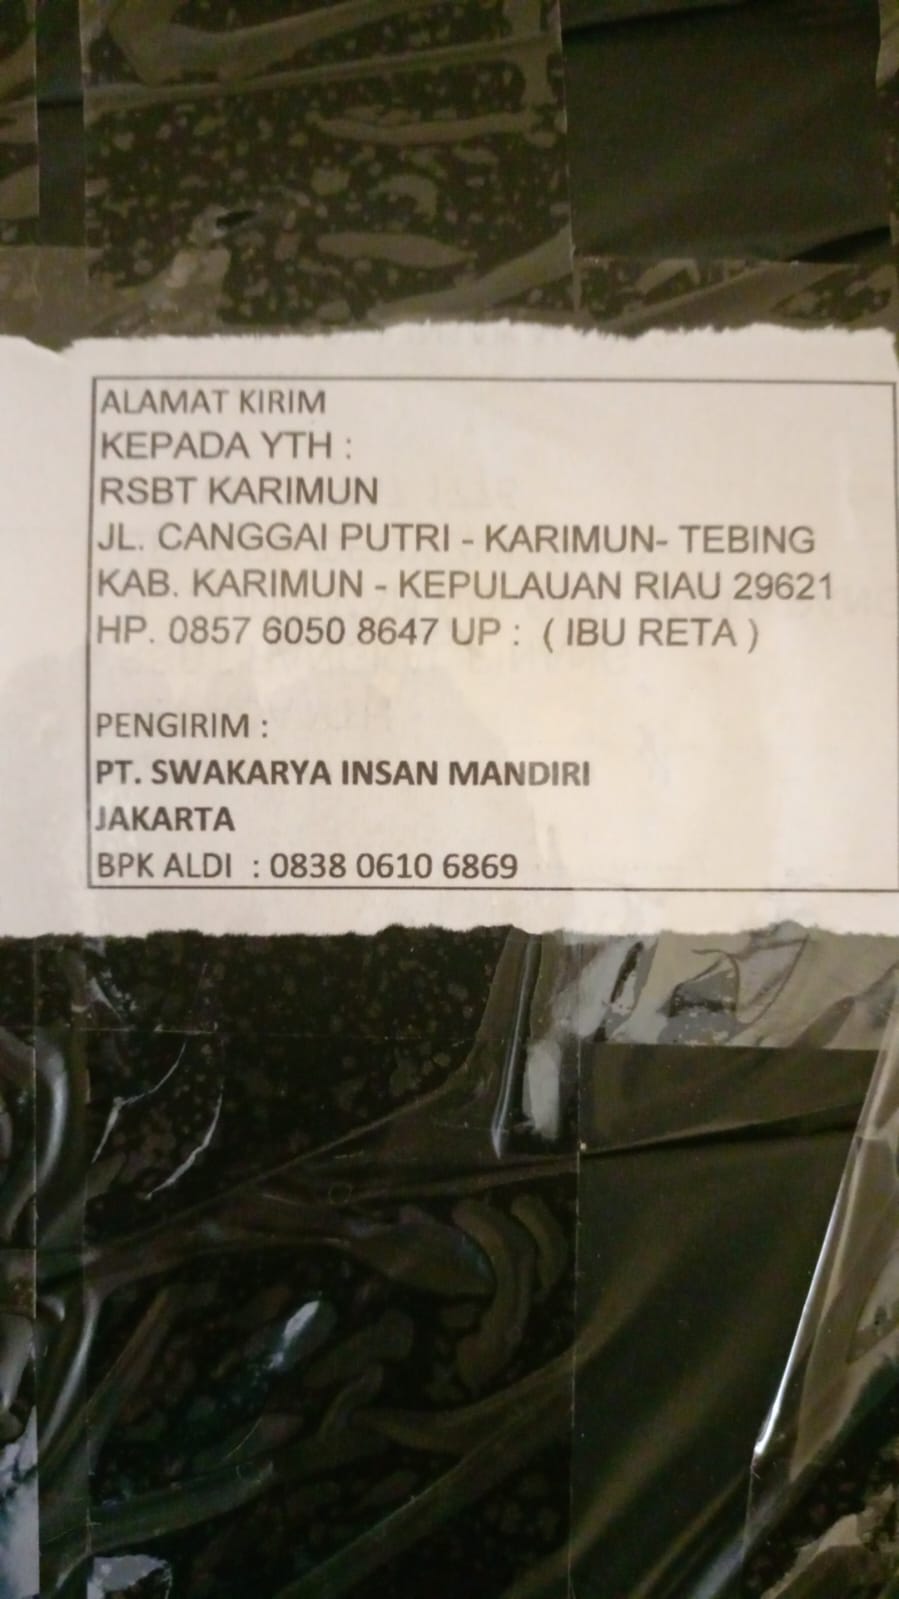 ALAMAT KIRIM
KEPADA YTH :
RSBT KARIMUN
JL. CANGGAI PUTRI - KARIMUN- TEBING
KAB. KARIMUN - KEPULAUAN RIAU 29621
HP. 0857 6050 8647 UP : ( IBU RETA )
PENGIRIM :
PT. SWAKARYA INSAN MANDIRI
JAKARTA
BPK ALDI : 0838 0610 6869